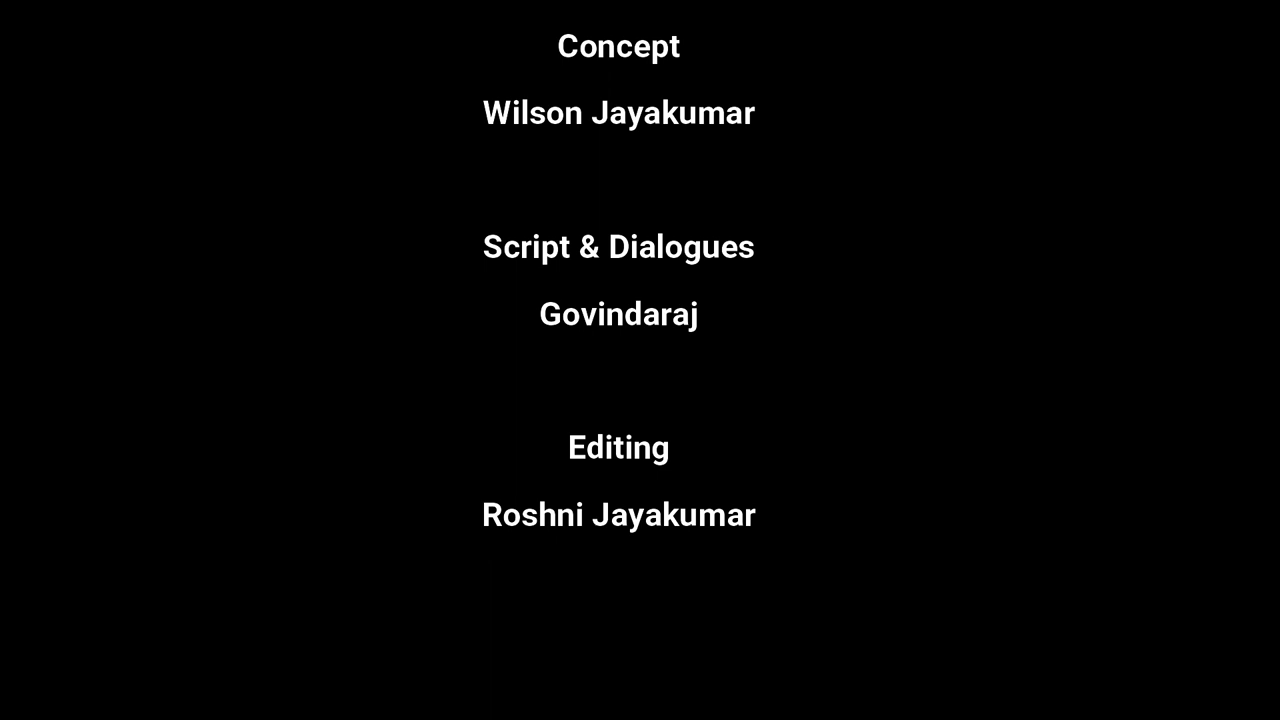 Concept
Wilson Jayakumar
Script & Dialogues
Govindaraj
Editing
Roshni Jayakumar